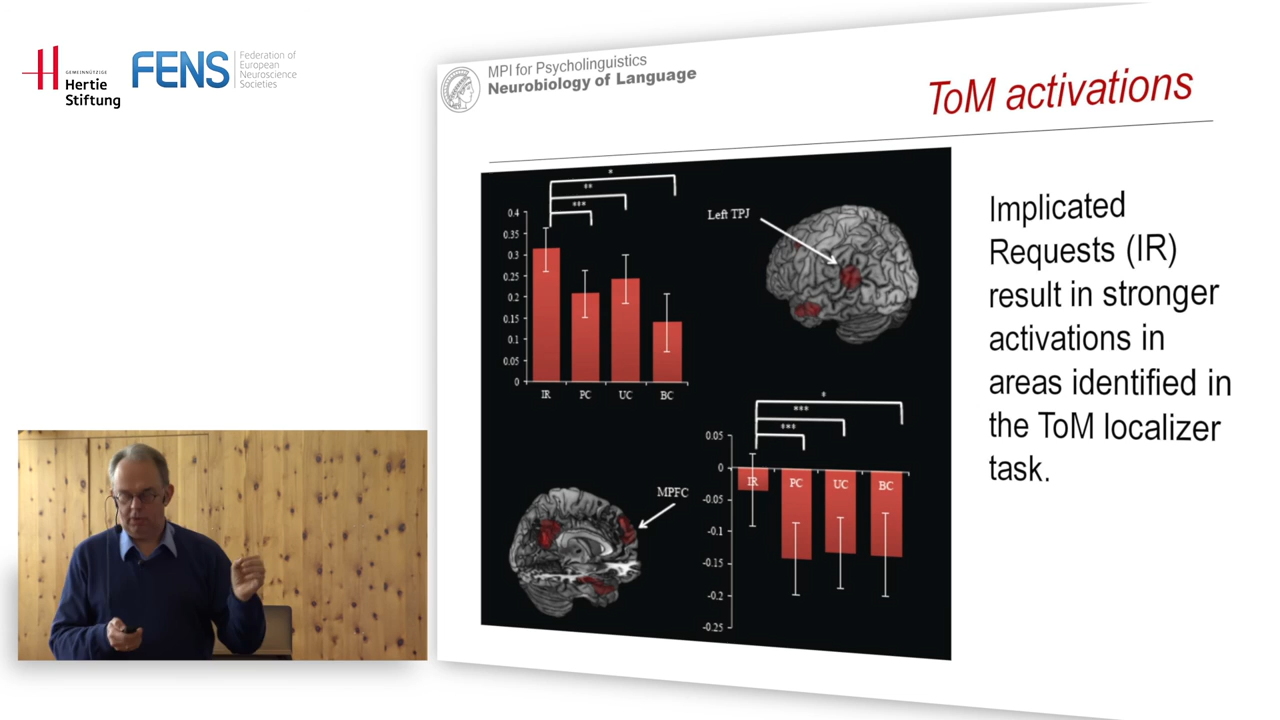 GEMEINNÜTZIGE
Hertie
Stiftung
FENS
Federation of
European
Neuroscience
Societies
MPI for Psycholinguistics
Neurobiology of Language
ToM activations
*
**
***
0.4
0.35
0.3
0.25
0.2
0.15
0.1
0.05
0
IR PC UC BC
Left TPJ
MPFC
*
***
***
0.05
0
-0.05
-0.1
-0.15
-0.2
-0.25
IR PC UC BC
Implicated
Requests (IR)
result in stronger
activations in
areas identified in
the ToM localizer
task.